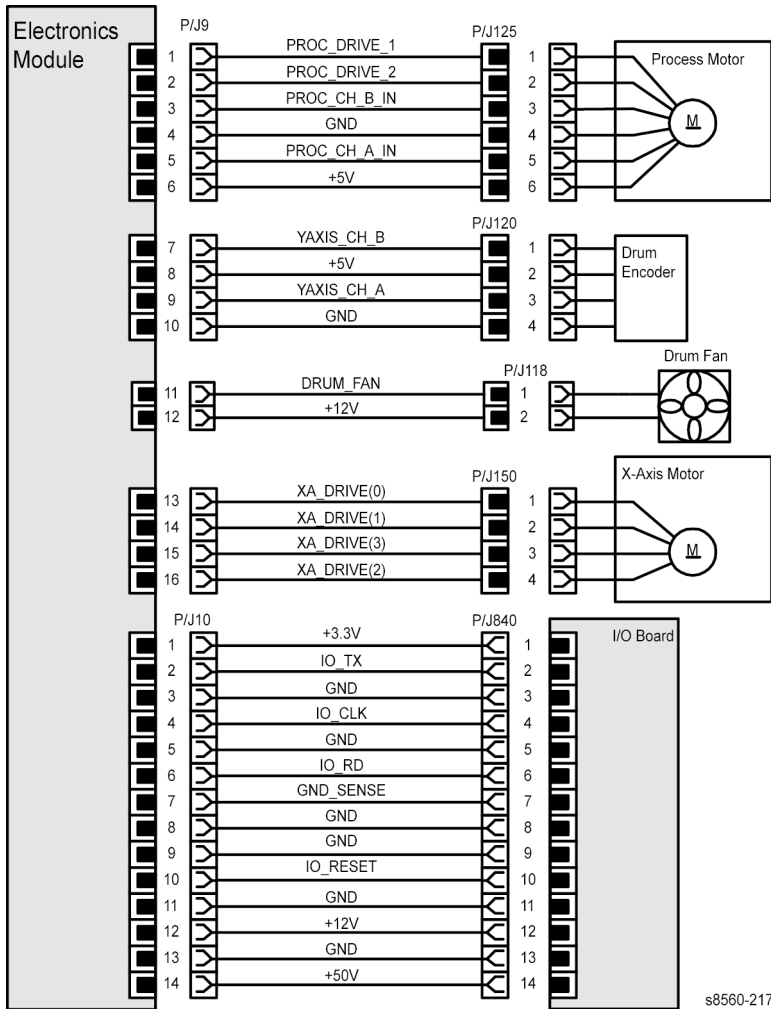 Electronics
Module
P/J9
P/J125
1 PROC_DRIVE_1 1
2 PROC_DRIVE_2 2
3 PROC_CH_B_IN 3
4 GND 4
5 PROC_CH_A_IN 5
6 +5V 6
Process Motor
M
P/J120
7 YAXIS_CH_B 1
8 +5V 2
9 YAXIS_CH_A 3
10 GND 4
Drum
Encoder
Drum Fan
P/J118
11 DRUM_FAN 1
12 +12V 2
P/J150
X-Axis Motor
13 XA_DRIVE(0) 1
14 XA_DRIVE(1) 2
15 XA_DRIVE(3) 3
16 XA_DRIVE(2) 4
M
P/J10
P/J840
I/O Board
1 +3.3V 1
2 IO_TX 2
3 GND 3
4 IO_CLK 4
5 GND 5
6 IO_RD 6
7 GND_SENSE 7
8 GND 8
9 GND 9
10 IO_RESET 10
11 GND 11
12 +12V 12
13 GND 13
14 +50V 14
s8560-217